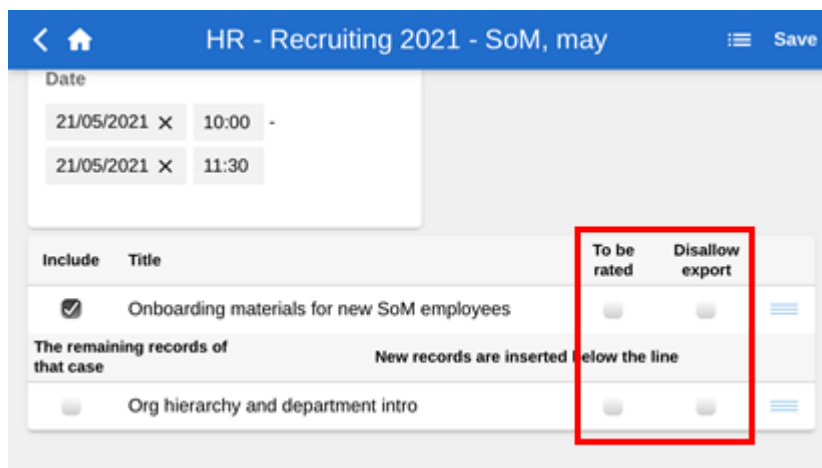 HR - Recruiting 2021 - SoM, may
Save
Date
21/05/2021 10:00 -
21/05/2021 11:30
Include Title To be rated Disallow export
Onboarding materials for new SoM employees
The remaining records of that case New records are inserted below the line
Org hierarchy and department intro